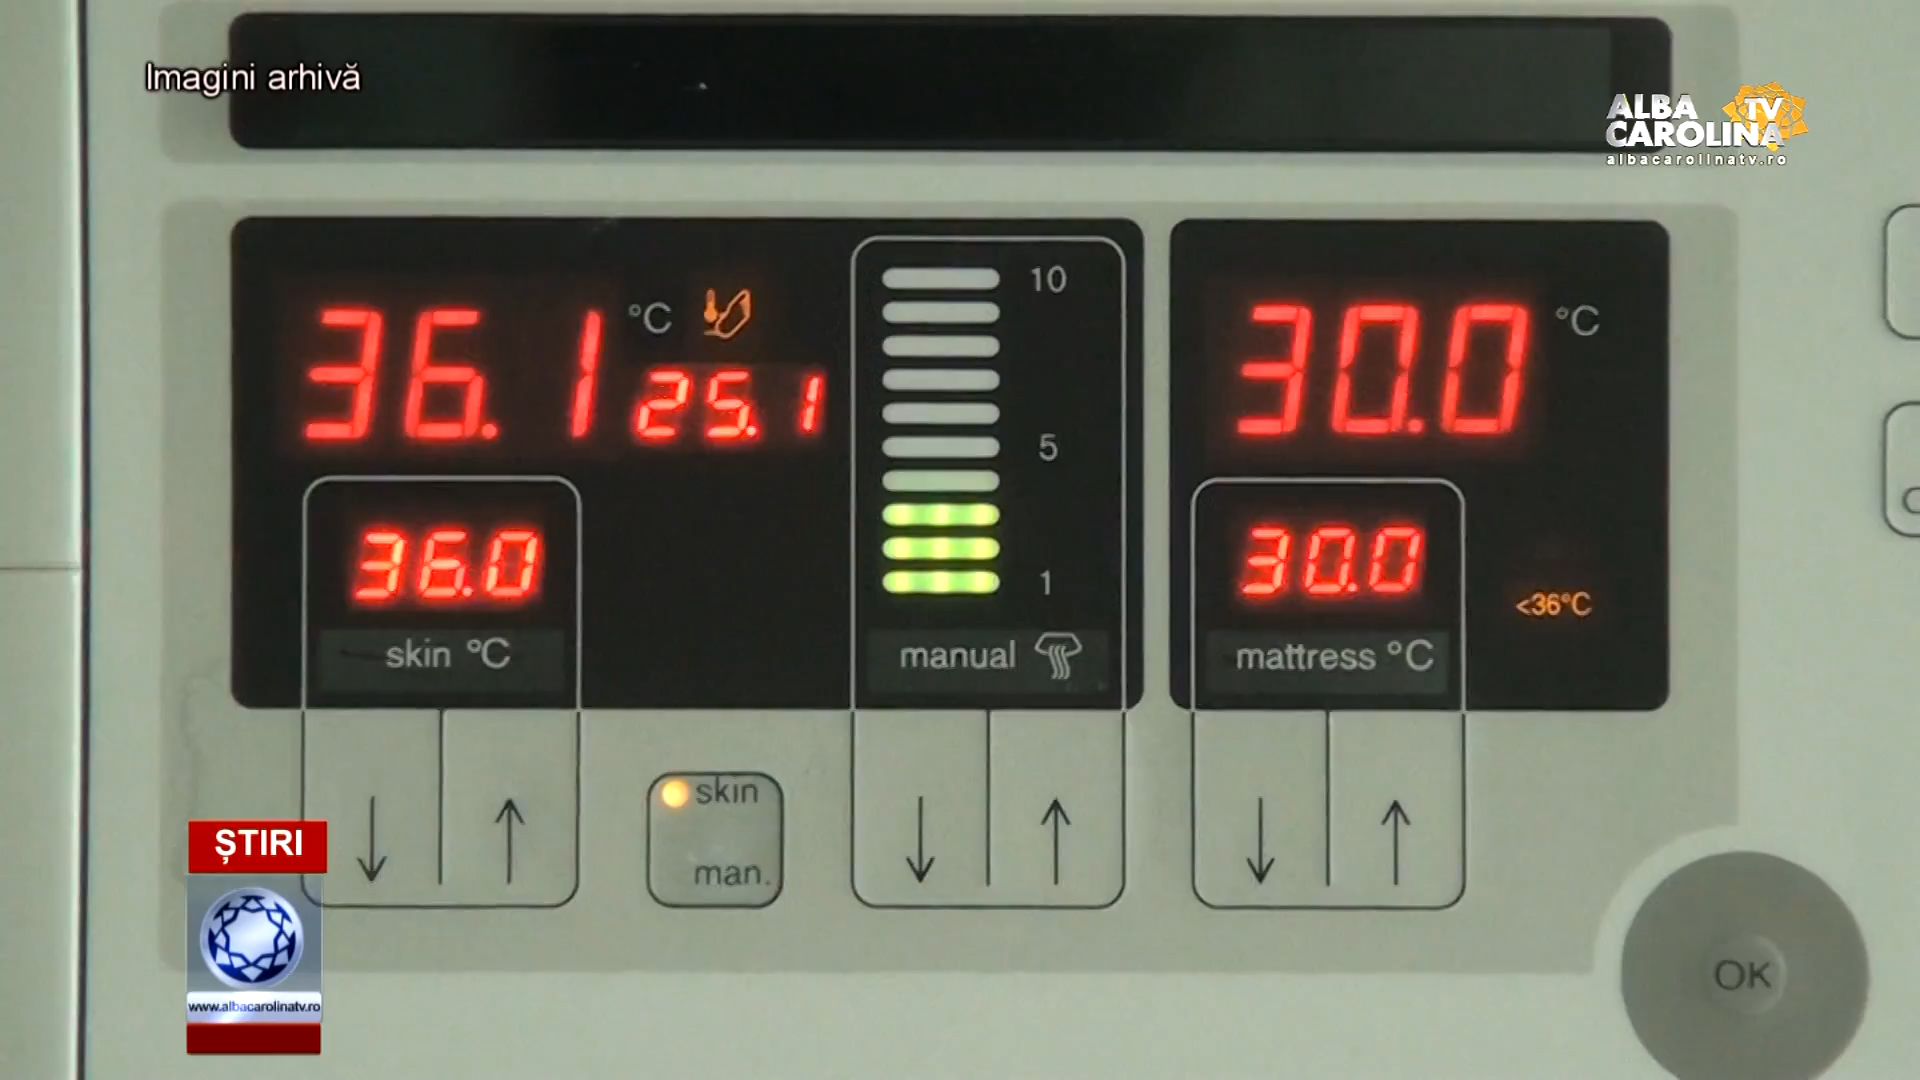 Imagini arhivă
ALBA TV
CAROLINA
albacarolinatv.ro
36.1 °C
25.1
10
5
1
30.0 °C
36.0
skin °C
manual
30.0
mattress °C
<36°C
skin
man.
ȘTIRI
www.albacarolinatv.ro
OK